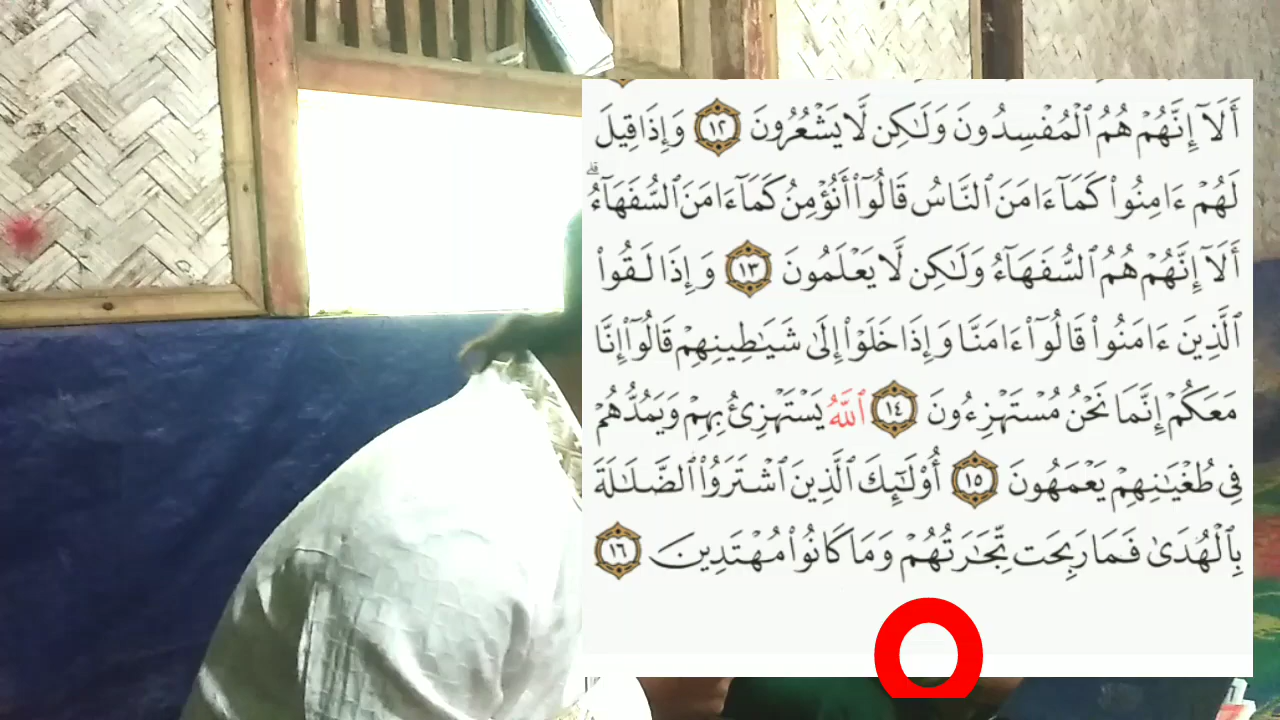 أَلَآ إِنَّهُمۡ هُمُ ٱلۡمُفۡسِدُونَ وَلَٰكِن لَّا يَشۡعُرُونَ ١٢ وَإِذَا قِيلَ
لَهُمۡ ءَامِنُواْ كَمَآ ءَامَنَ ٱلنَّاسُ قَالُوٓاْ أَنُؤۡمِنُ كَمَآ ءَامَنَ ٱلسُّفَهَآءُۗ
أَلَآ إِنَّهُمۡ هُمُ ٱلسُّفَهَآءُ وَلَٰكِن لَّا يَعۡلَمُونَ ١٣ وَإِذَا لَقُواْ
ٱلَّذِينَ ءَامَنُواْ قَالُوٓاْ ءَامَنَّا وَإِذَا خَلَوۡاْ إِلَىٰ شَيَٰطِينِهِمۡ قَالُوٓاْ إِنَّا
مَعَكُمۡ إِنَّمَا نَحۡنُ مُسۡتَهۡزِءُونَ ١٤ ٱللَّهُ يَسۡتَهۡزِئُ بِهِمۡ وَيَمُدُّهُمۡ
فِي طُغۡيَٰنِهِمۡ يَعۡمَهُونَ ١٥ أُوْلَٰٓئِكَ ٱلَّذِينَ ٱشۡتَرَوُاْ ٱلضَّلَٰلَةَ
بِٱلۡهُدَىٰ فَمَا رَبِحَت تِّجَٰرَتُهُمۡ وَمَا كَانُواْ مُهۡتَدِينَ ١٦